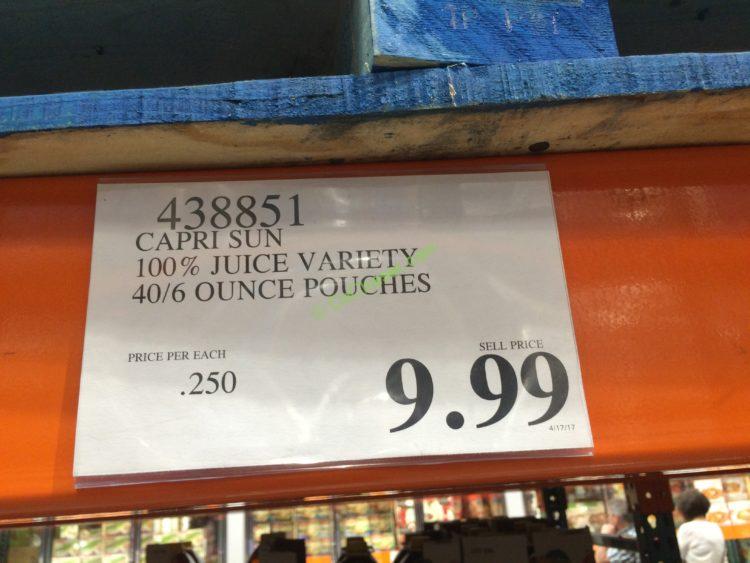 438851
CAPRI SUN
100% JUICE VARIETY
40/6 OUNCE POUCHES
PRICE PER EACH
.250
SELL PRICE
9.99
4/17/17